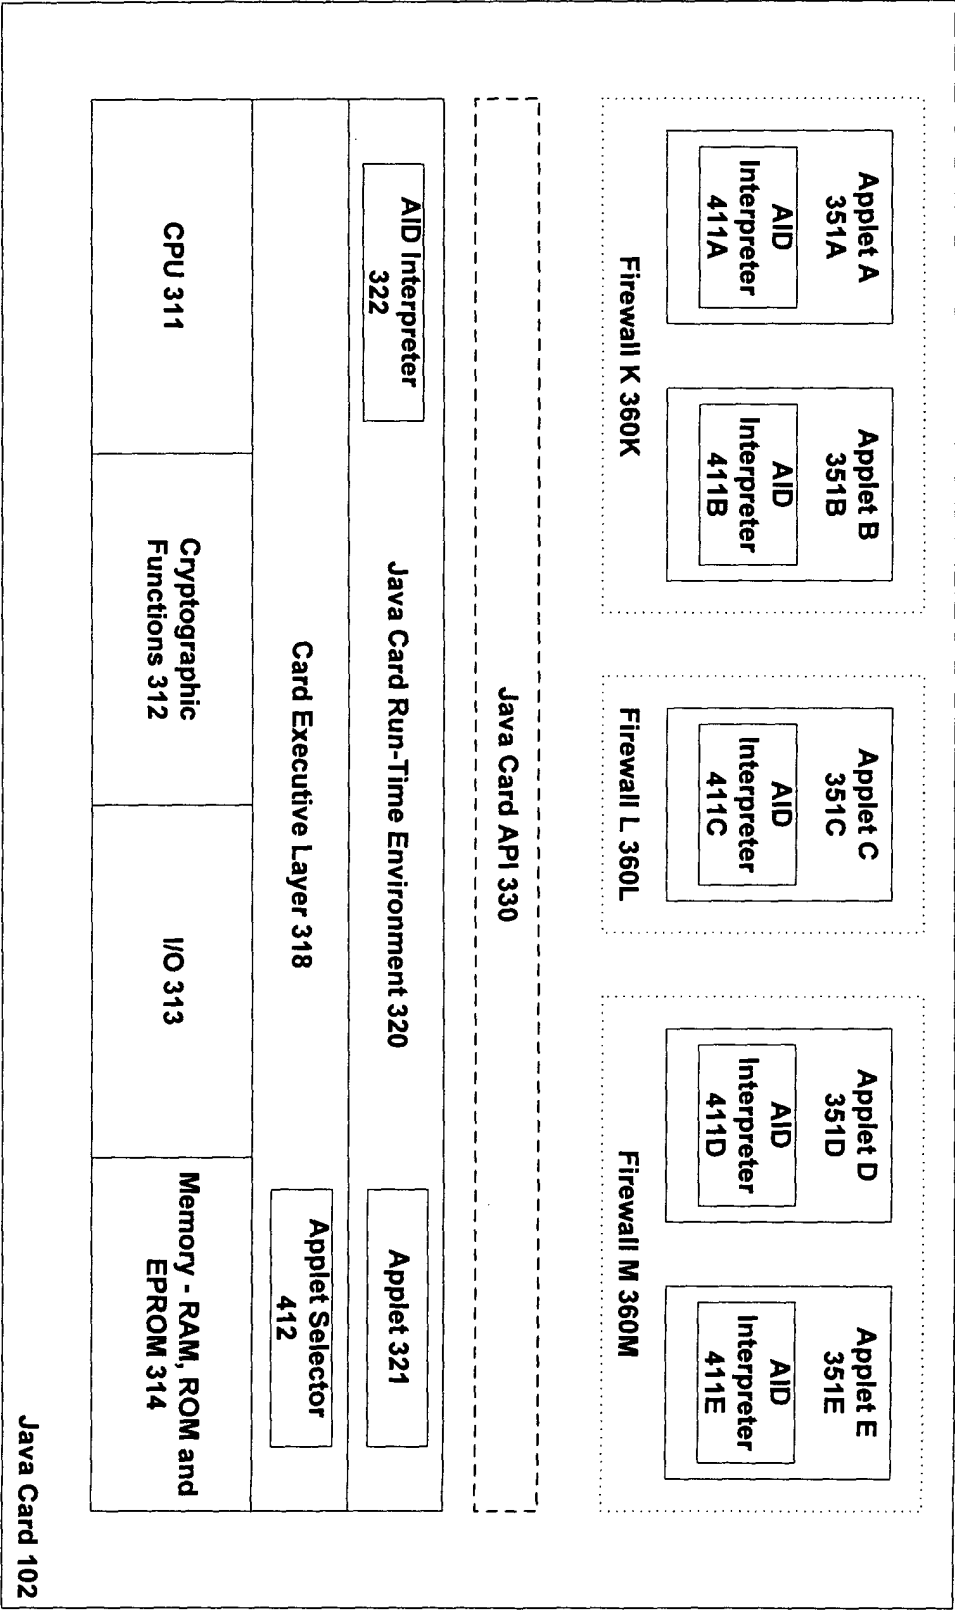 Applet A
351A
AID
Interpreter
411A
Applet B
351B
AID
Interpreter
411B
Firewall K 360K
Applet C
351C
AID
Interpreter
411C
Firewall L 360L
Applet D
351D
AID
Interpreter
411D
Applet E
351E
AID
Interpreter
411E
Firewall M 360M
Java Card API 330
AID Interpreter
322
Java Card Run-Time Environment 320
Applet 321
Card Executive Layer 318
Applet Selector
412
CPU 311
Cryptographic
Functions 312
I/O 313
Memory - RAM, ROM and
EPROM 314
Java Card 102